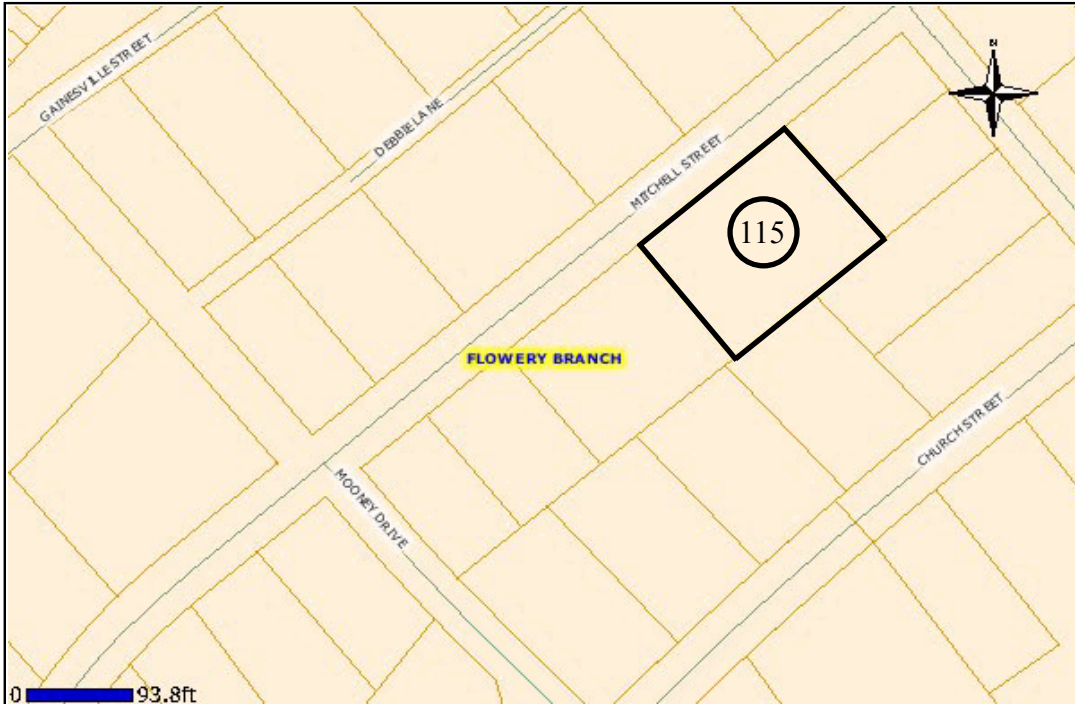 GAINESVILLE STREET
DEBBIE LANE
N
MITCHELL STREET
115
FLOWERY BRANCH
CHURCH STREET
MOONEY DRIVE
0 93.8ft